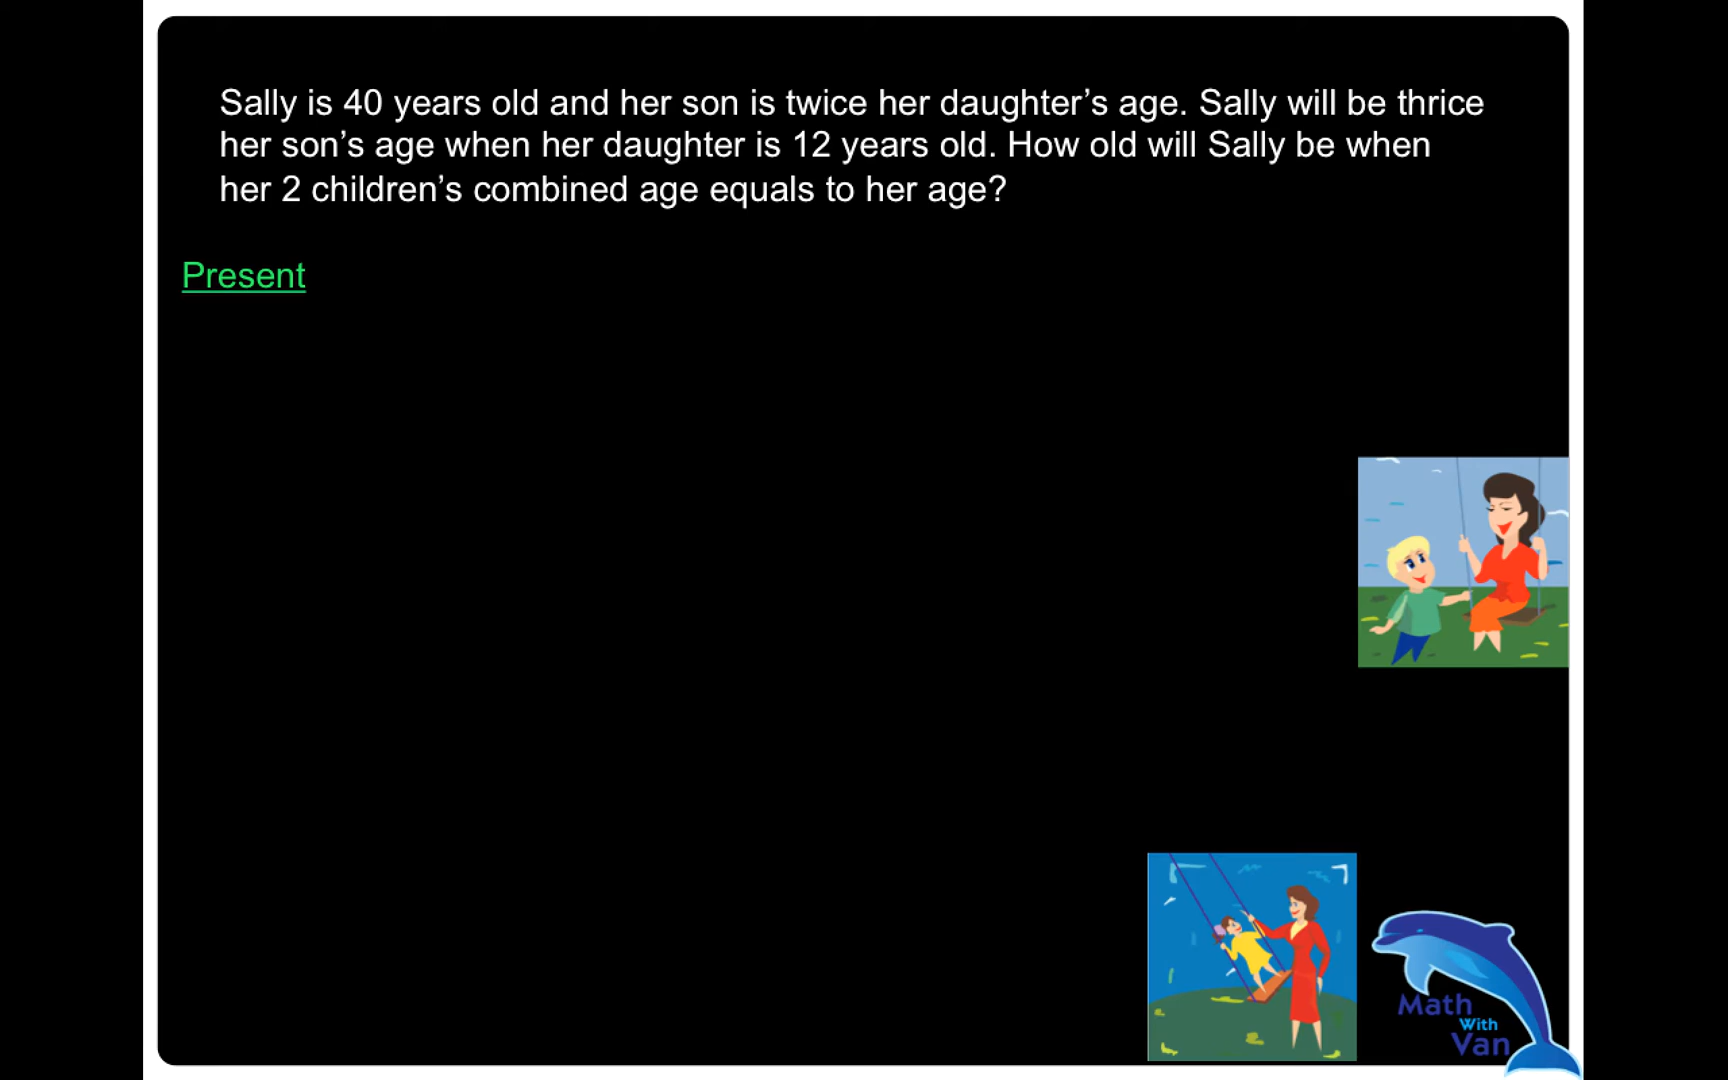 Sally is 40 years old and her son is twice her daughter’s age. Sally will be thrice
her son’s age when her daughter is 12 years old. How old will Sally be when
her 2 children’s combined age equals to her age?
Present
Math
With
Van